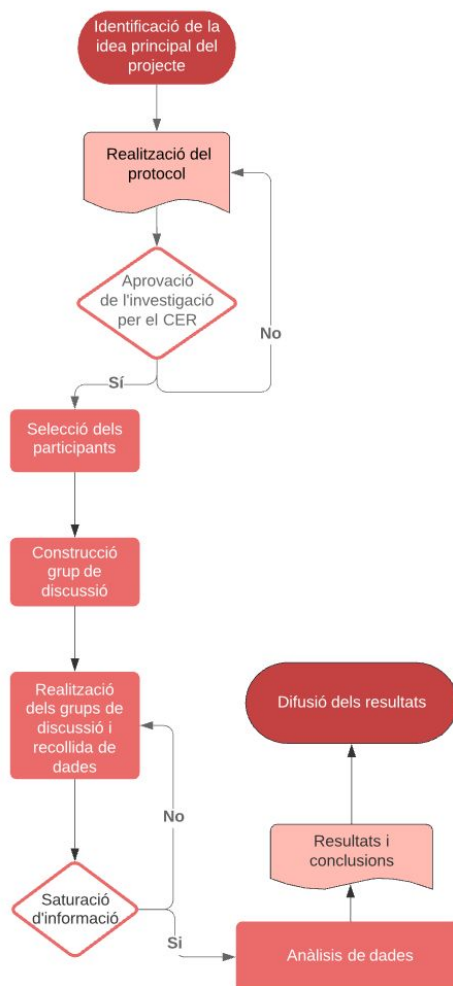 Identificació de la
idea principal del
projecte
Realització del
protocol
Aprovació
de l'investigació
per el CER
No
Sí
Selecció dels
participants
Construcció
grup de
discussió
Realització
dels grups de
discussió i
recollida de
dades
No
Saturació
d'informació
Si
Anàlisis de dades
Resultats i
conclusions
Difusió dels resultats